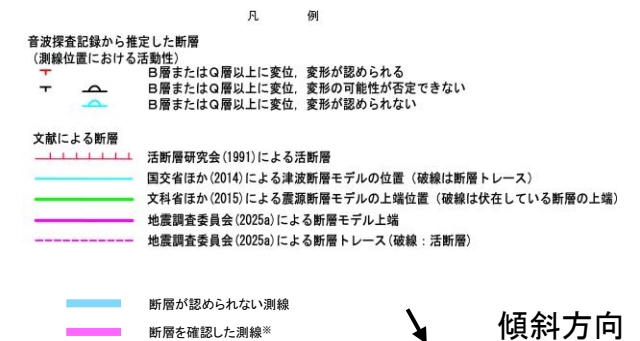 凡 例
音波探査記録から推定した断層
(測線位置における活動性)
B層またはQ層以上に変位，変形が認められる
B層またはQ層以上に変位，変形の可能性が否定できない
B層またはQ層以上に変位，変形が認められない
文献による断層
活断層研究会(1991)による活断層
国交省ほか(2014)による津波断層モデルの位置（破線は断層トレース）
文科省ほか(2015)による震源断層モデルの上端位置（破線は伏在している断層の上端）
地震調査委員会(2025a)による断層モデル上端
地震調査委員会(2025a)による断層トレース(破線：活断層)
断層が認められない測線
断層を確認した測線※
傾斜方向